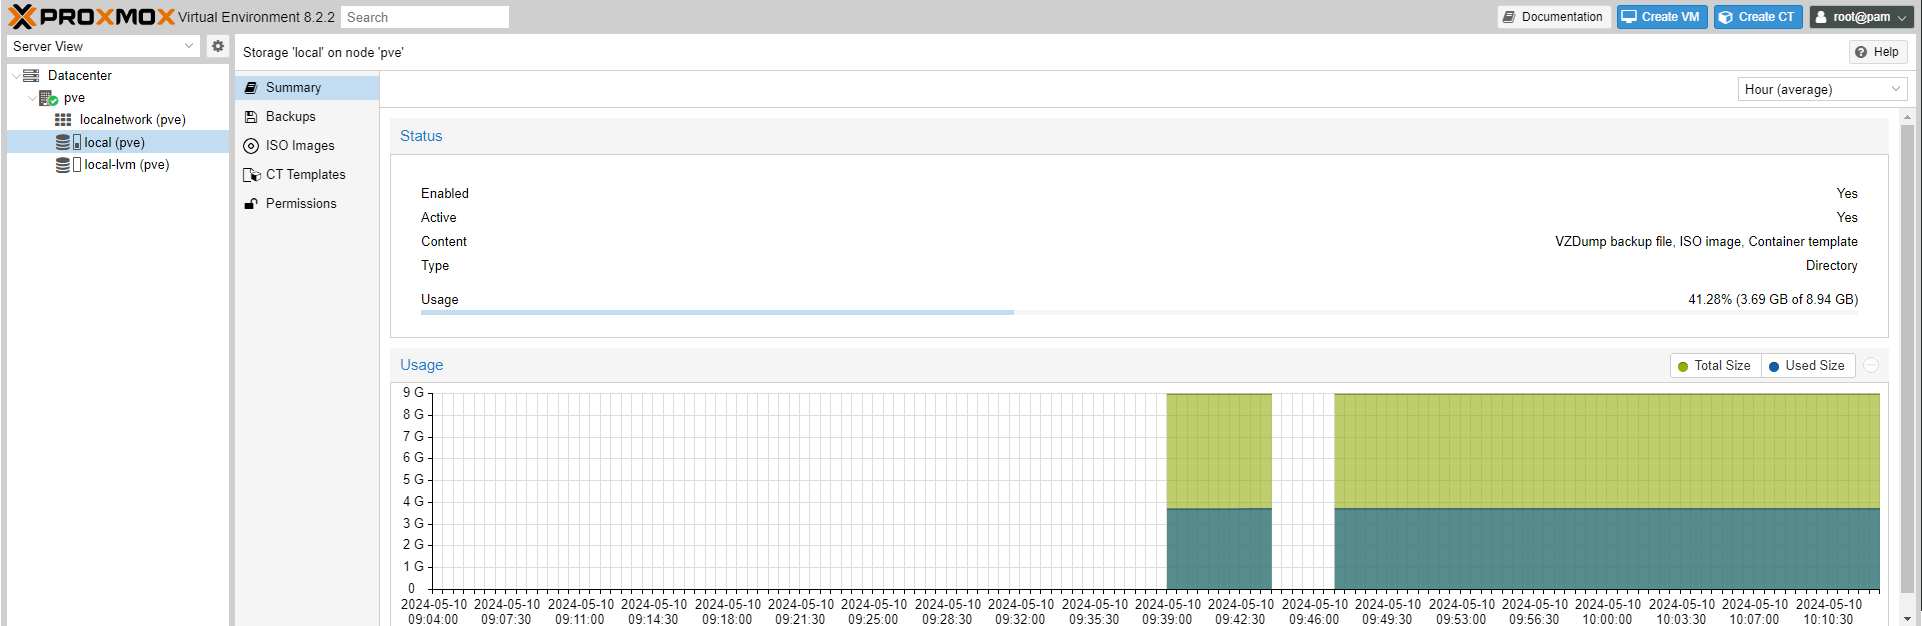 PROXMOX Virtual Environment 8.2.2 Search Documentation Create VM Create CT root@pam
Server View
Datacenter
pve
localnetwork (pve)
local (pve)
local-lvm (pve)
Storage 'local' on node 'pve' Help
Summary
Backups
ISO Images
CT Templates
Permissions
Hour (average)
Status
Enabled Yes
Active Yes
Content VZDump backup file, ISO image, Container template
Type Directory
Usage 41.28% (3.69 GB of 8.94 GB)
Usage Total Size Used Size
9 G
8 G
7 G
6 G
5 G
4 G
3 G
2 G
1 G
0
2024-05-10 2024-05-10 2024-05-10 2024-05-10 2024-05-10 2024-05-10 2024-05-10 2024-05-10 2024-05-10 2024-05-10 2024-05-10 2024-05-10 2024-05-10 2024-05-10 2024-05-10 2024-05-10 2024-05-10 2024-05-10 2024-05-10 2024-05-10
09:04:00 09:07:30 09:11:00 09:14:30 09:18:00 09:21:30 09:25:00 09:28:30 09:32:00 09:35:30 09:39:00 09:42:30 09:46:00 09:49:30 09:53:00 09:56:30 10:00:00 10:03:30 10:07:00 10:10:30